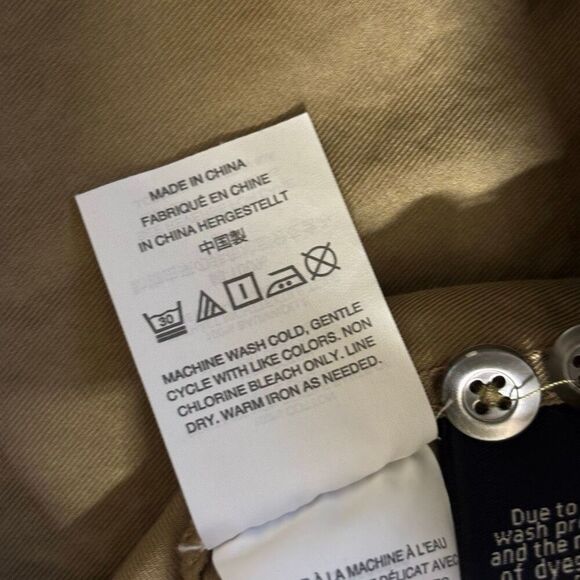 MADE IN CHINA
FABRIQUÉ EN CHINE
IN CHINA HERGESTELLT
中国製
30
MACHINE WASH COLD, GENTLE
CYCLE WITH LIKE COLORS. NON
CHLORINE BLEACH ONLY. LINE
DRY. WARM IRON AS NEEDED.
À LA MACHINE À L'EAU
DÉLICAT AVEC
Due to
wash pr
and the
of dye